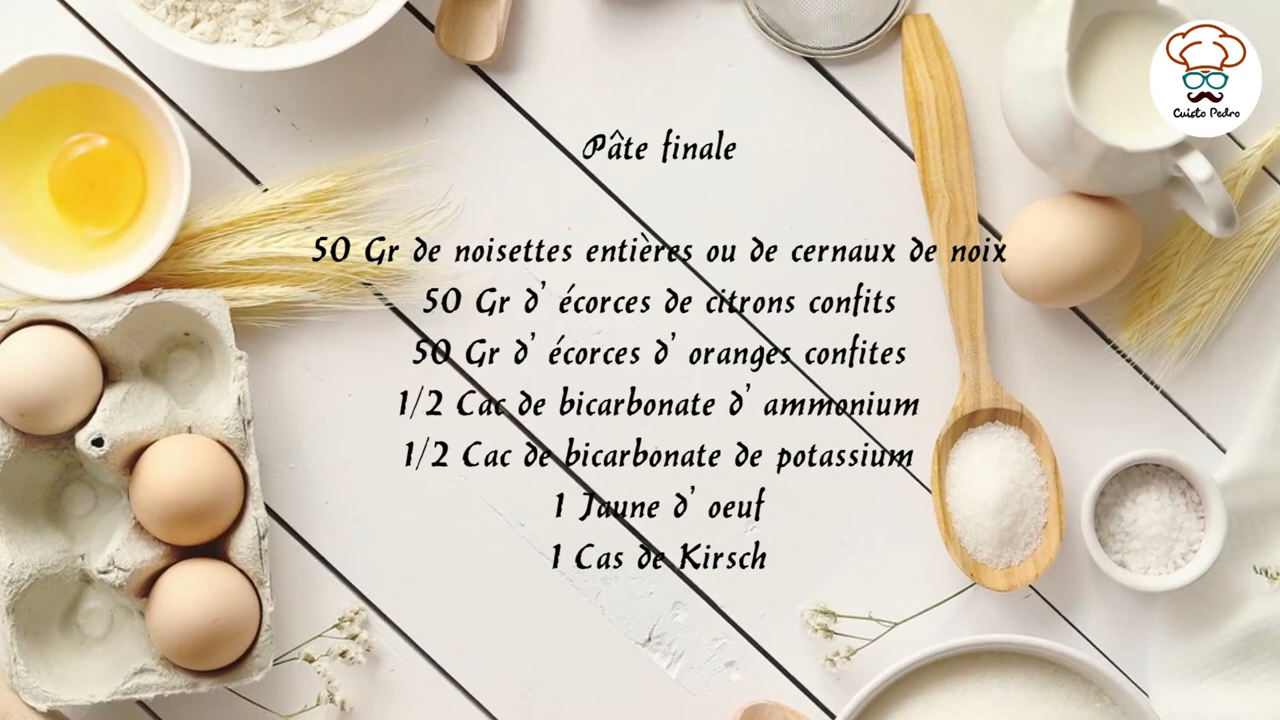 Cuisto Pedro
Pâte finale
50 Gr de noisettes entières ou de cernaux de noix
50 Gr d' écorces de citrons confits
50 Gr d' écorces d' oranges confites
1/2 Cac de bicarbonate d' ammonium
1/2 Cac de bicarbonate de potassium
1 Jaune d' oeuf
1 Cas de Kirsch